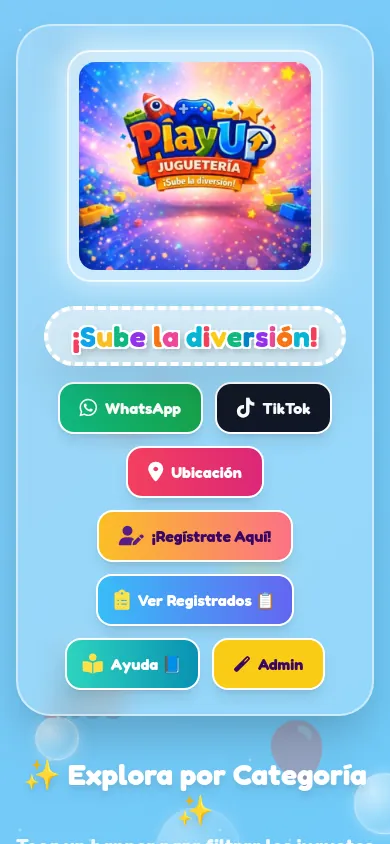 PlayUp
JUGUETERÍA
¡Sube la diversión!
¡Sube la diversión!
WhatsApp
TikTok
Ubicación
¡Regístrate Aquí!
Ver Registrados 📋
Ayuda 📘
Admin
✨ Explora por Categoría
✨